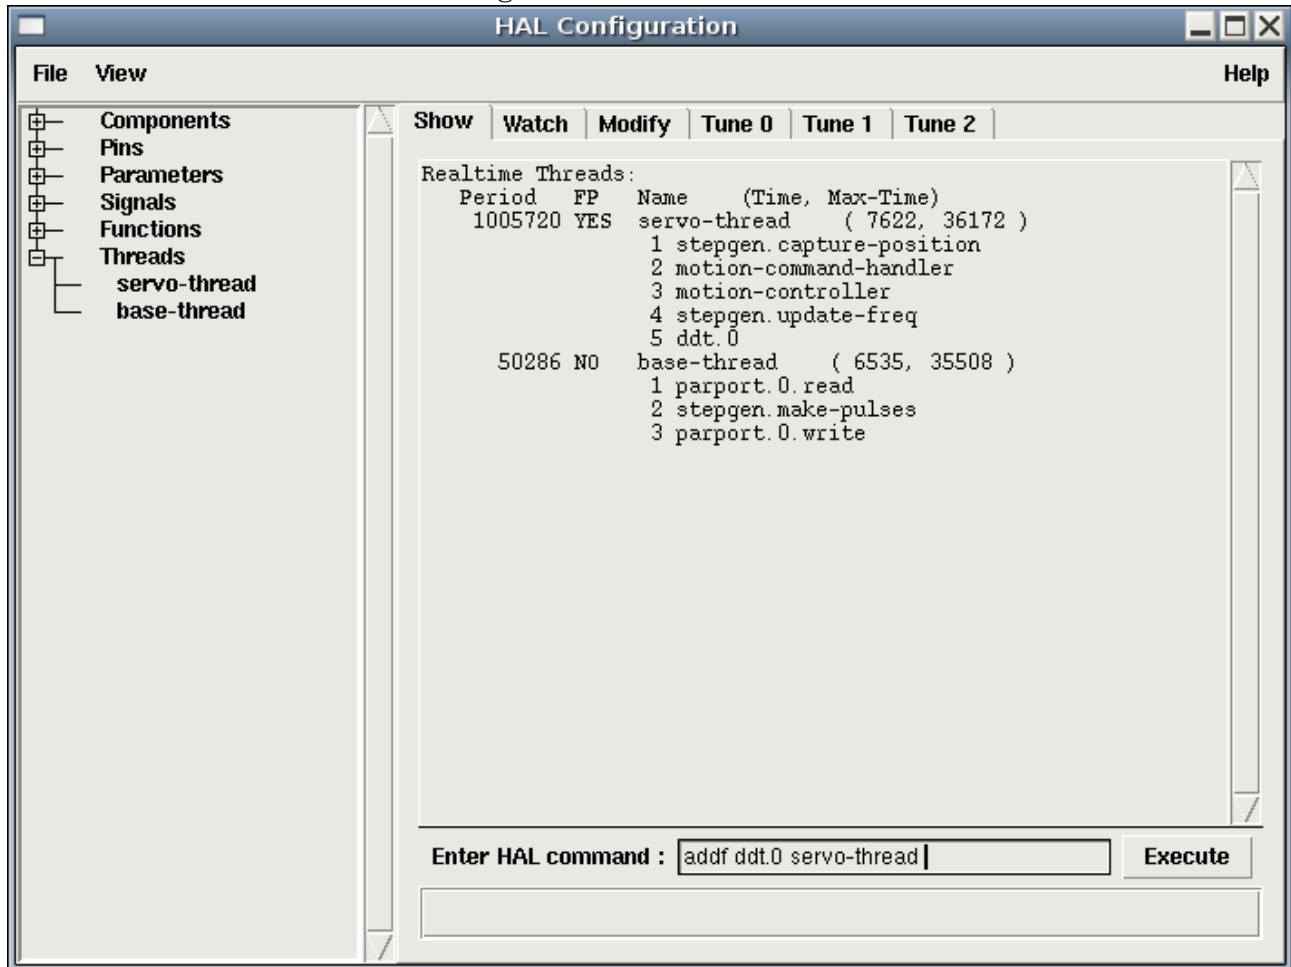 HAL Configuration
File View Help
Components
Pins
Parameters
Signals
Functions
Threads
servo-thread
base-thread
Show Watch Modify Tune 0 Tune 1 Tune 2
Realtime Threads:
Period FP Name (Time, Max-Time)
1005720 YES servo-thread ( 7622, 36172 )
1 stepgen.capture-position
2 motion-command-handler
3 motion-controller
4 stepgen.update-freq
5 ddt.0
50286 NO base-thread ( 6535, 35508 )
1 parport.0.read
2 stepgen.make-pulses
3 parport.0.write
Enter HAL command : addf ddt.0 servo-thread Execute